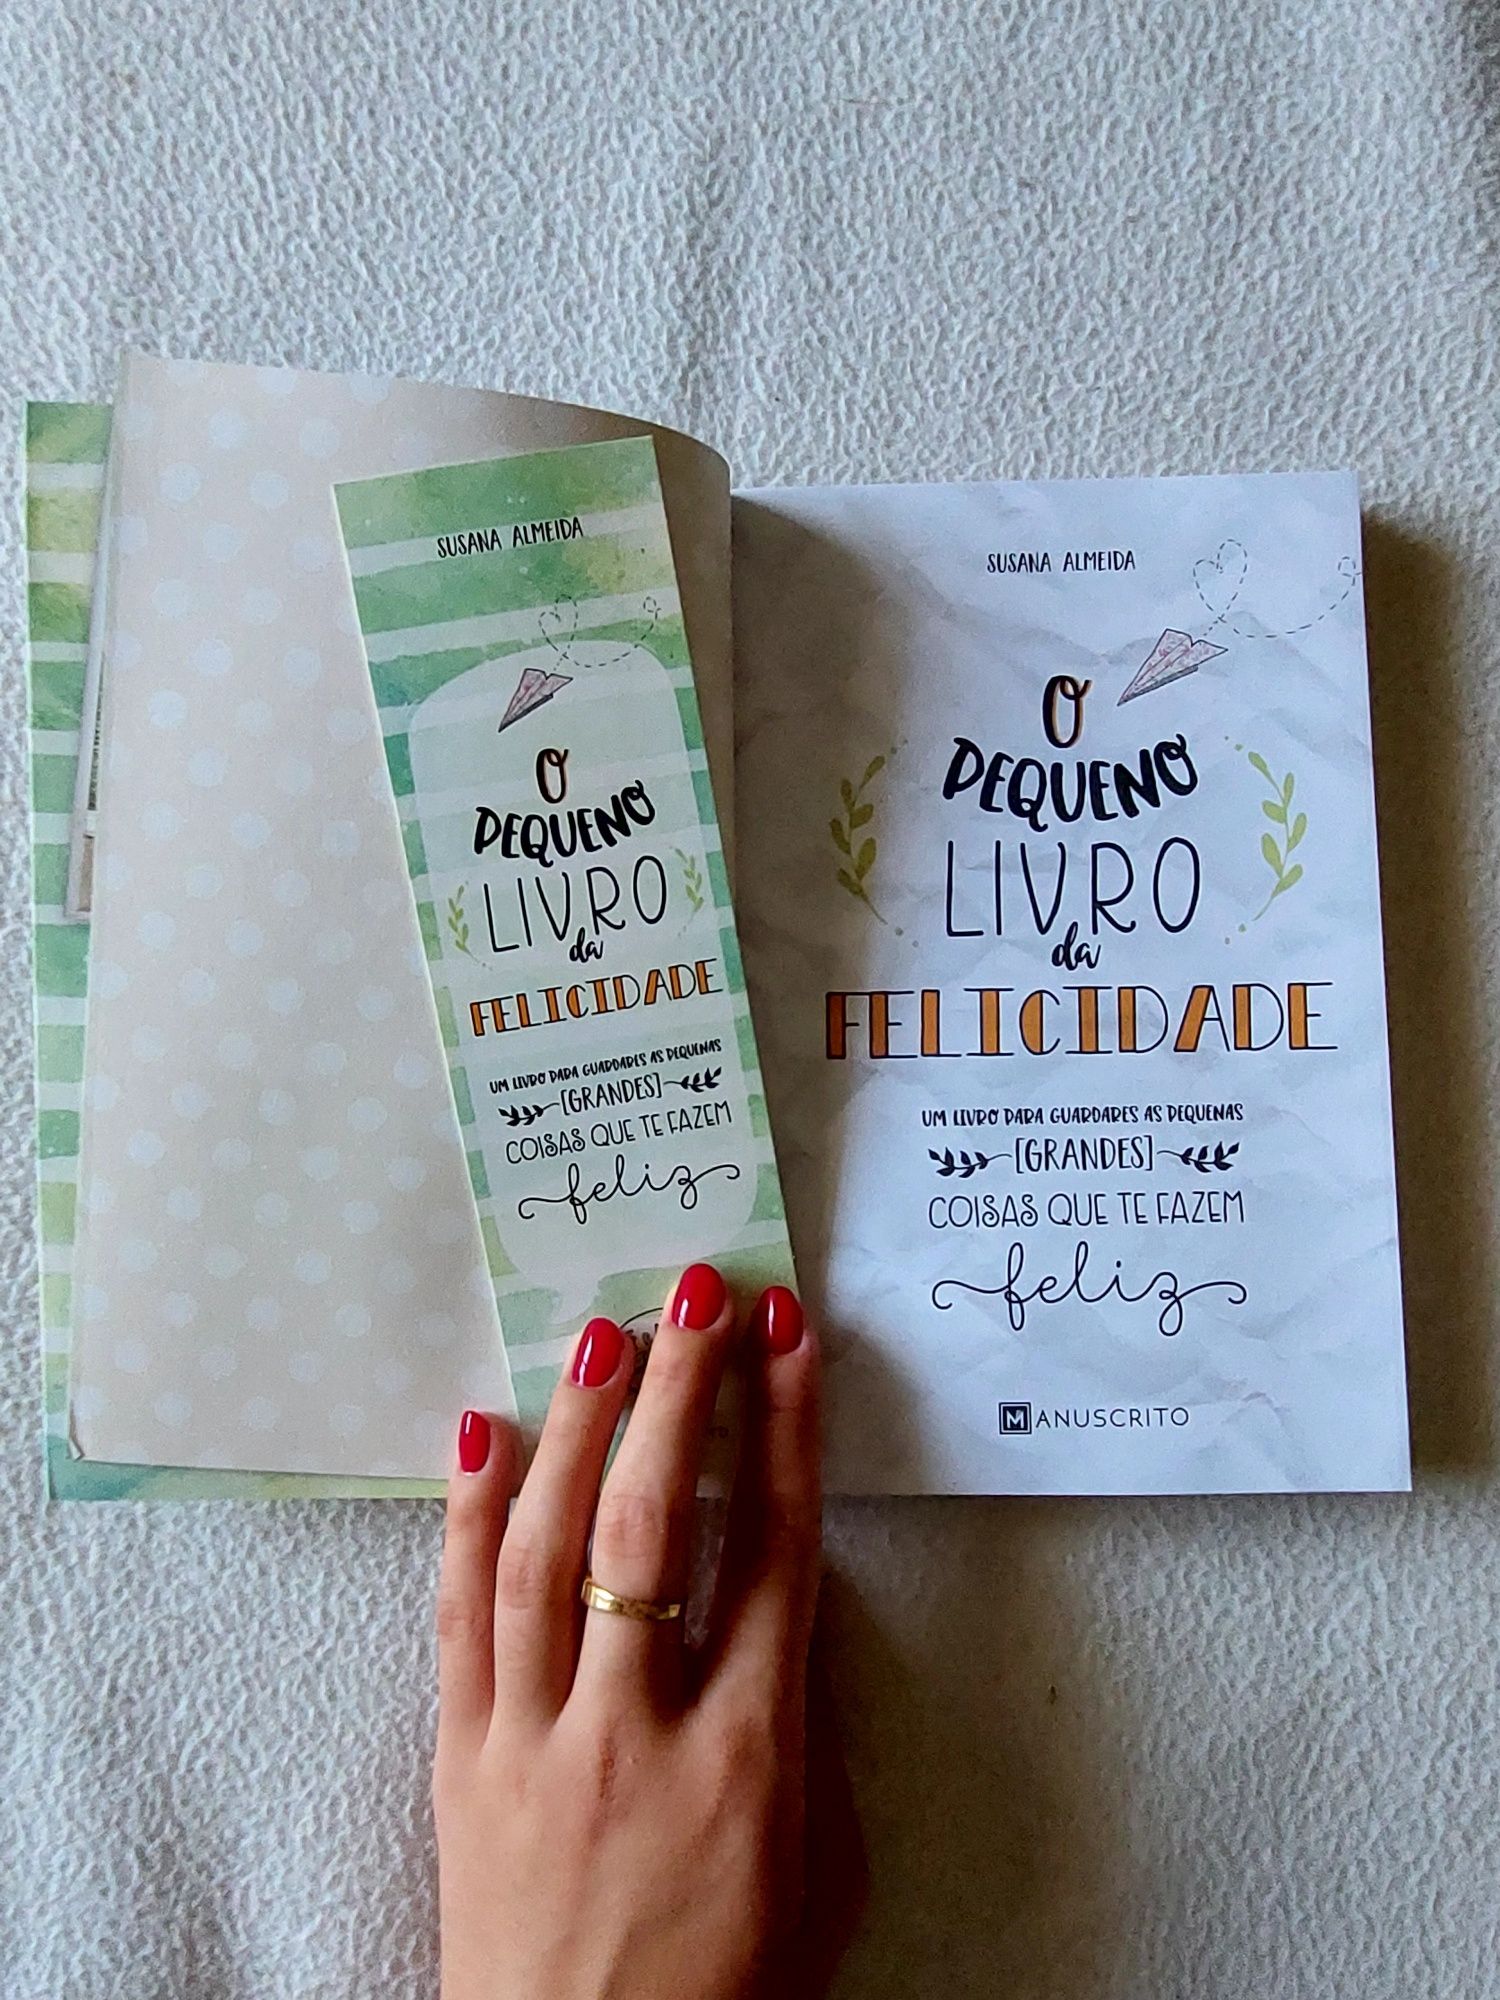 SUSANA ALMEIDA
O
PEQUENO
LIVRO
da
FELICIDADE
UM LIVRO PARA GUARDARES AS PEQUENAS
[GRANDES]
COISAS QUE TE FAZEM
feliz
SUSANA ALMEIDA
O
PEQUENO
LIVRO
da
FELICIDADE
UM LIVRO PARA GUARDARES AS PEQUENAS
[GRANDES]
COISAS QUE TE FAZEM
feliz
MANUSCRITO